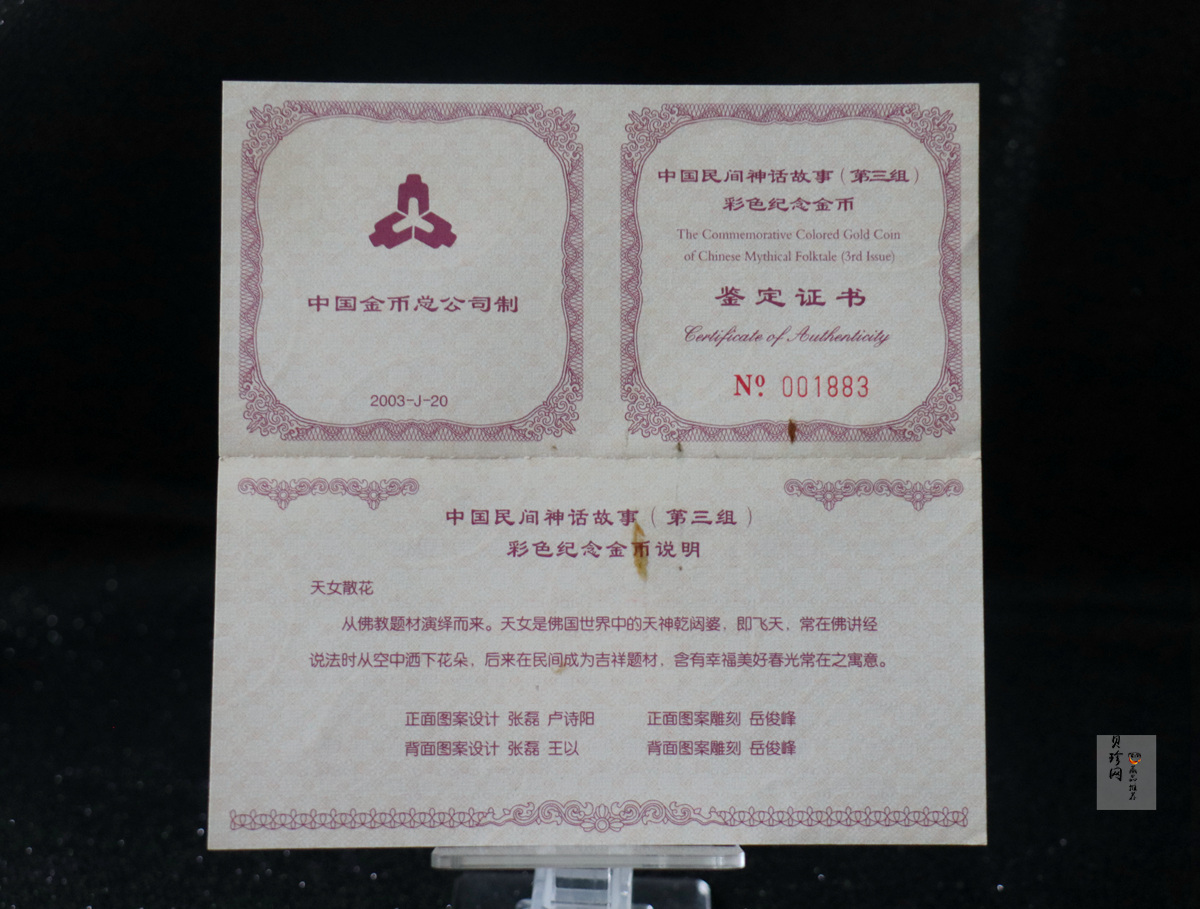 中国金币总公司制
2003-J-20
中国民间神话故事（第三组）
彩色纪念金币
The Commemorative Colored Gold Coin
of Chinese Mythical Folktale (3rd Issue)
鉴定证书
Certificate of Authenticity
Nº. 001883
中国民间神话故事（第三组）
彩色纪念金币说明
天女散花
从佛教题材演绎而来。天女是佛国世界中的天神乾闼婆，即飞天，常在佛讲经
说法时从空中洒下花朵，后来在民间成为吉祥题材，含有幸福美好春光常在之寓意。
正面图案设计 张磊 卢诗阳 正面图案雕刻 岳俊峰
背面图案设计 张磊 王以 背面图案雕刻 岳俊峰
贝珍网